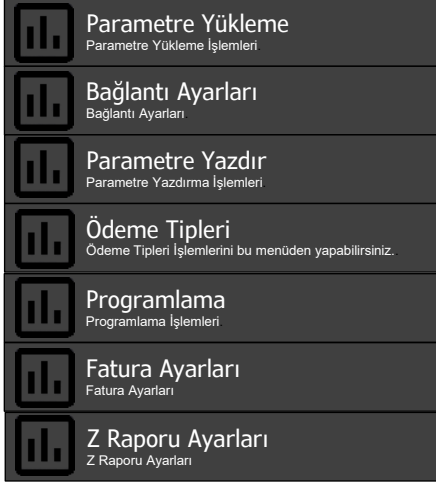 Parametre Yükleme
Parametre Yükleme İşlemleri.
Bağlantı Ayarları
Bağlantı Ayarları.
Parametre Yazdır
Parametre Yazdırma İşlemleri
Ödeme Tipleri
Ödeme Tipleri İşlemlerini bu menüden yapabilirsiniz.
Programlama
Programlama İşlemleri
Fatura Ayarları
Fatura Ayarları
Z Raporu Ayarları
Z Raporu Ayarları